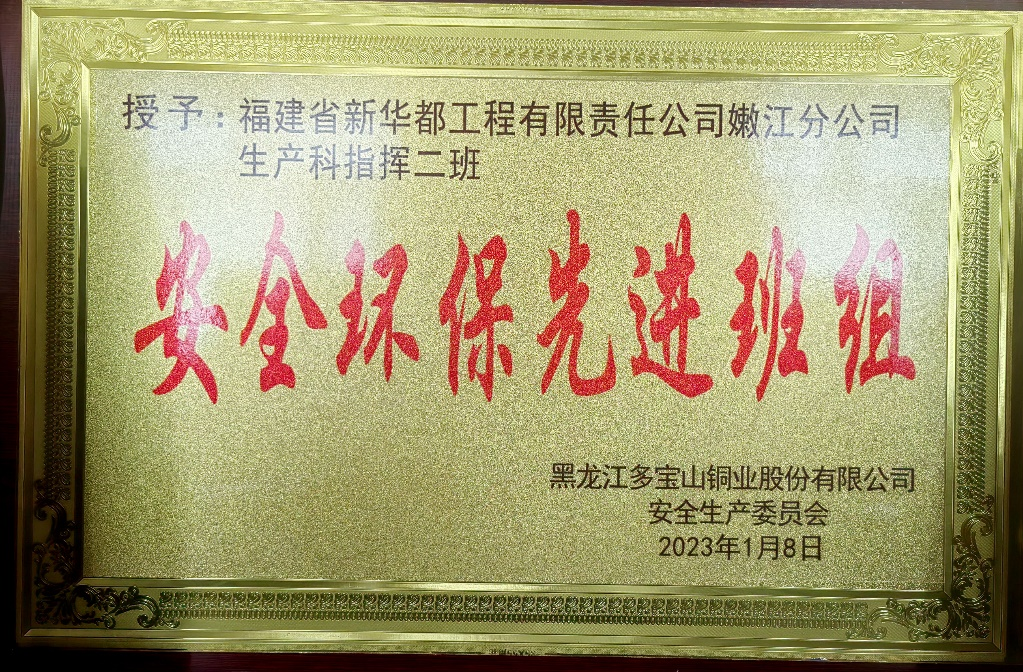 授予:福建省新华都工程有限责任公司嫩江分公司
生产科指挥二班
安全环保先进班组
黑龙江多宝山铜业股份有限公司
安全生产委员会
2023年1月8日